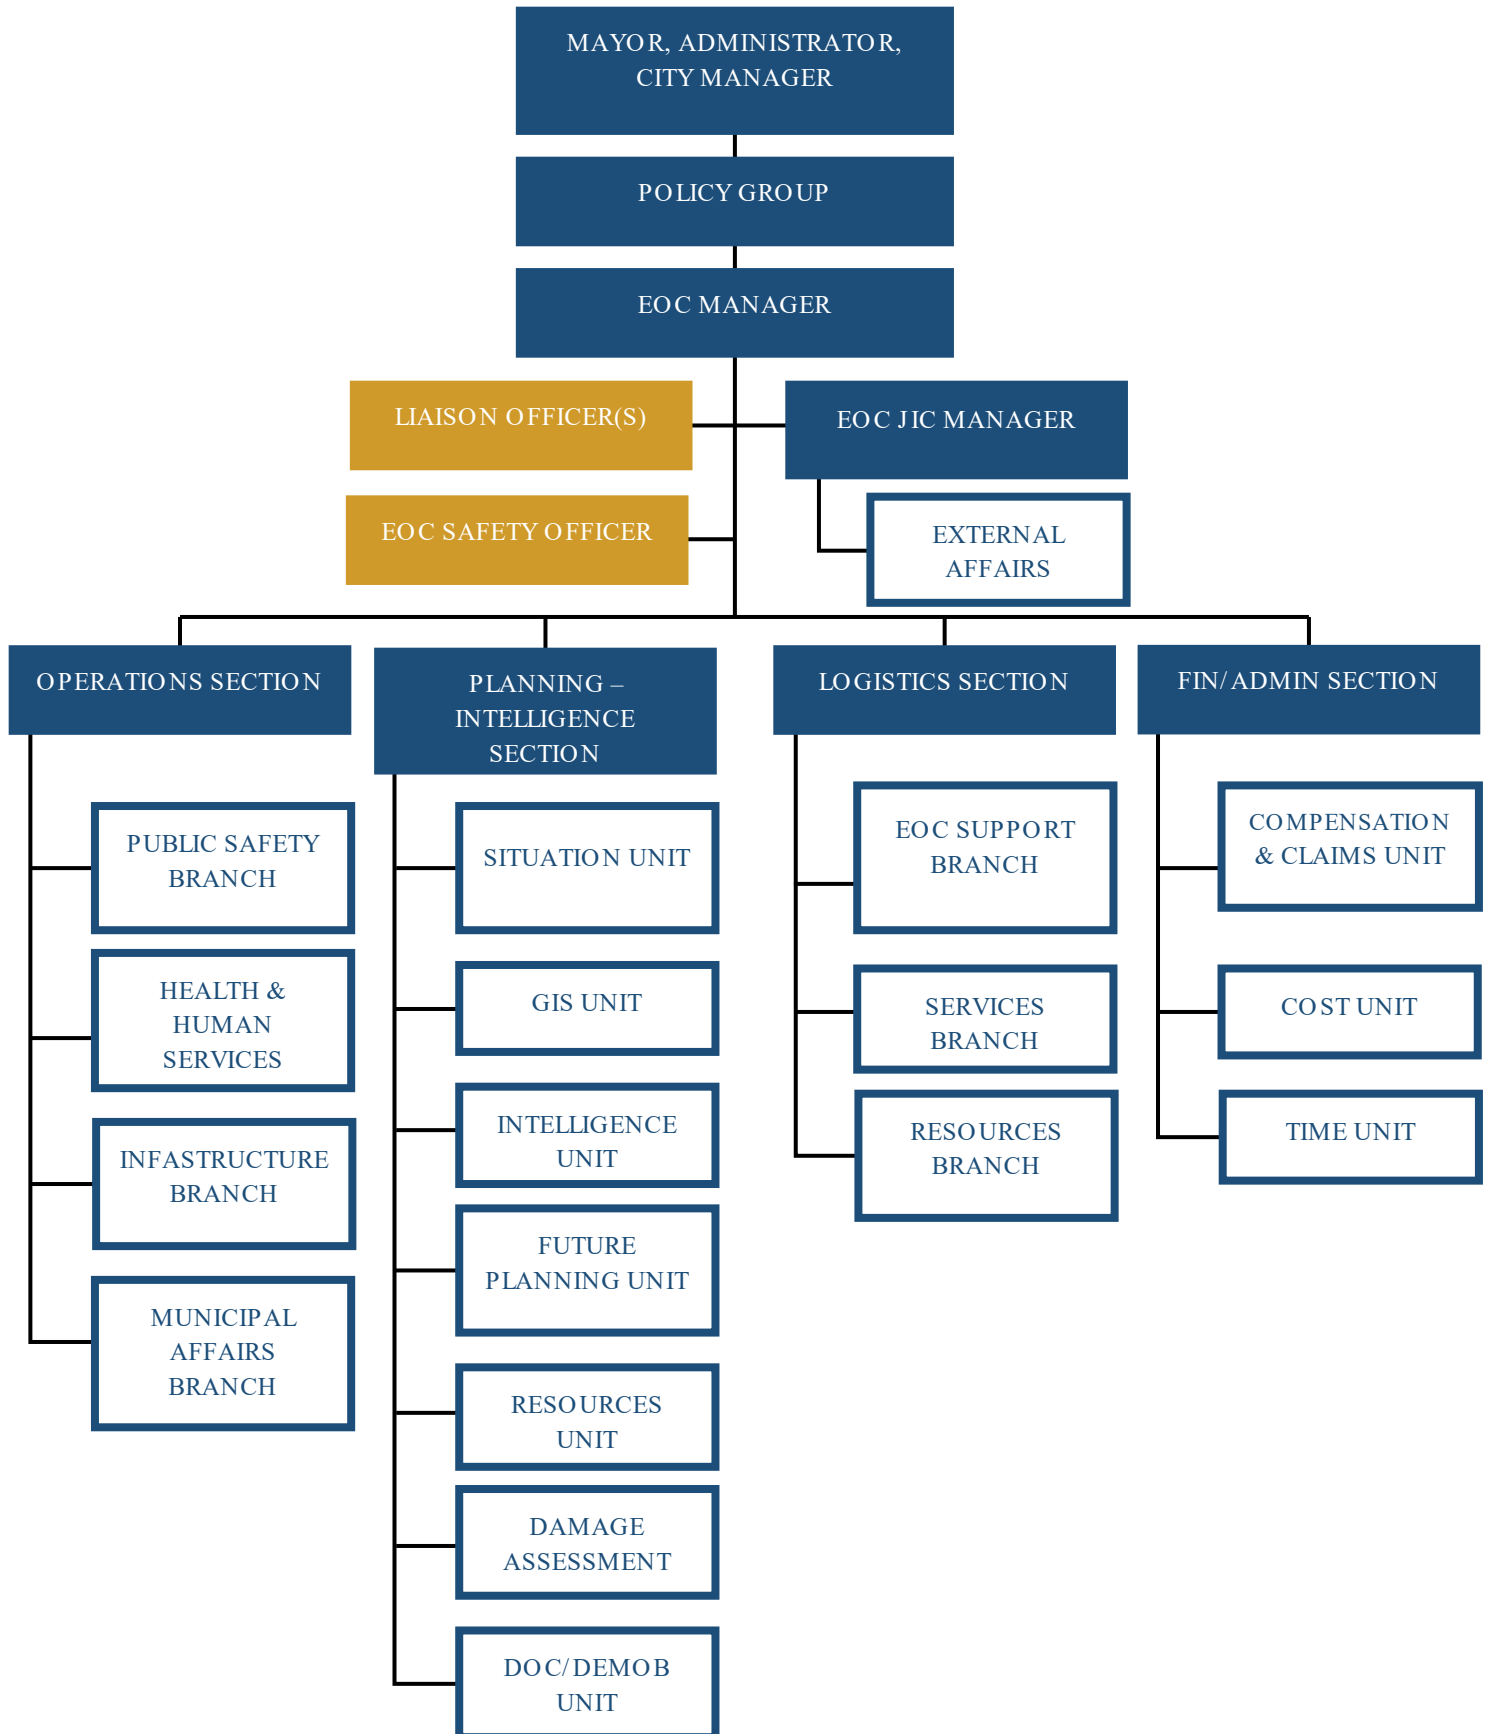 MAYOR, ADMINISTRATOR,
CITY MANAGER
POLICY GROUP
EOC MANAGER
LIAISON OFFICER(S)
EOC JIC MANAGER
EOC SAFETY OFFICER
EXTERNAL
AFFAIRS
OPERATIONS SECTION
PUBLIC SAFETY
BRANCH
HEALTH &
HUMAN
SERVICES
INFASTRUCTURE
BRANCH
MUNICIPAL
AFFAIRS
BRANCH
PLANNING –
INTELLIGENCE
SECTION
SITUATION UNIT
GIS UNIT
INTELLIGENCE
UNIT
FUTURE
PLANNING UNIT
RESOURCES
UNIT
DAMAGE
ASSESSMENT
DOC/DEMOB
UNIT
LOGISTICS SECTION
EOC SUPPORT
BRANCH
SERVICES
BRANCH
RESOURCES
BRANCH
FIN/ADMIN SECTION
COMPENSATION
& CLAIMS UNIT
COST UNIT
TIME UNIT